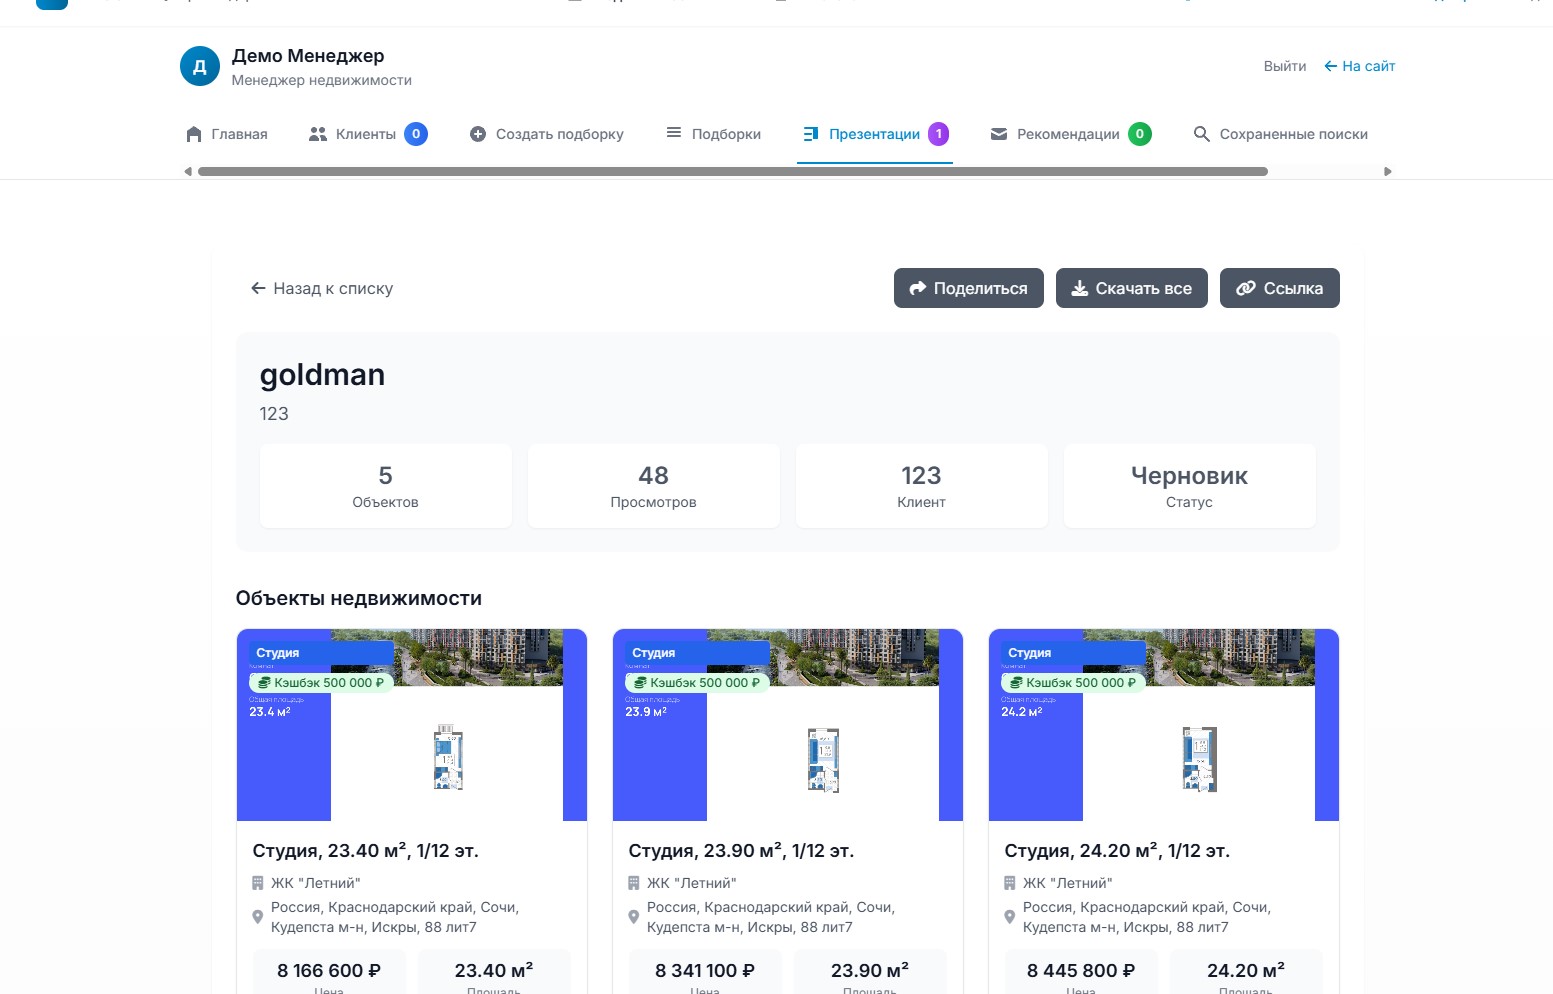 Д
Демо Менеджер
Менеджер недвижимости
Выйти
На сайт
Главная
Клиенты 0
Создать подборку
Подборки
Презентации 1
Рекомендации 0
Сохраненные поиски
Назад к списку
Поделиться
Скачать все
Ссылка
goldman
123
5
Объектов
48
Просмотров
123
Клиент
Черновик
Статус
Объекты недвижимости
Студия
Кэшбэк 500 000 ₽
Общая площадь
23.4 м²
Студия, 23.40 м², 1/12 эт.
ЖК "Летний"
Россия, Краснодарский край, Сочи,
Кудепста м-н, Искры, 88 лит7
8 166 600 ₽
Цена
23.40 м²
Площадь
Студия
Кэшбэк 500 000 ₽
Общая площадь
23.9 м²
Студия, 23.90 м², 1/12 эт.
ЖК "Летний"
Россия, Краснодарский край, Сочи,
Кудепста м-н, Искры, 88 лит7
8 341 100 ₽
Цена
23.90 м²
Площадь
Студия
Кэшбэк 500 000 ₽
Общая площадь
24.2 м²
Студия, 24.20 м², 1/12 эт.
ЖК "Летний"
Россия, Краснодарский край, Сочи,
Кудепста м-н, Искры, 88 лит7
8 445 800 ₽
Цена
24.20 м²
Площадь